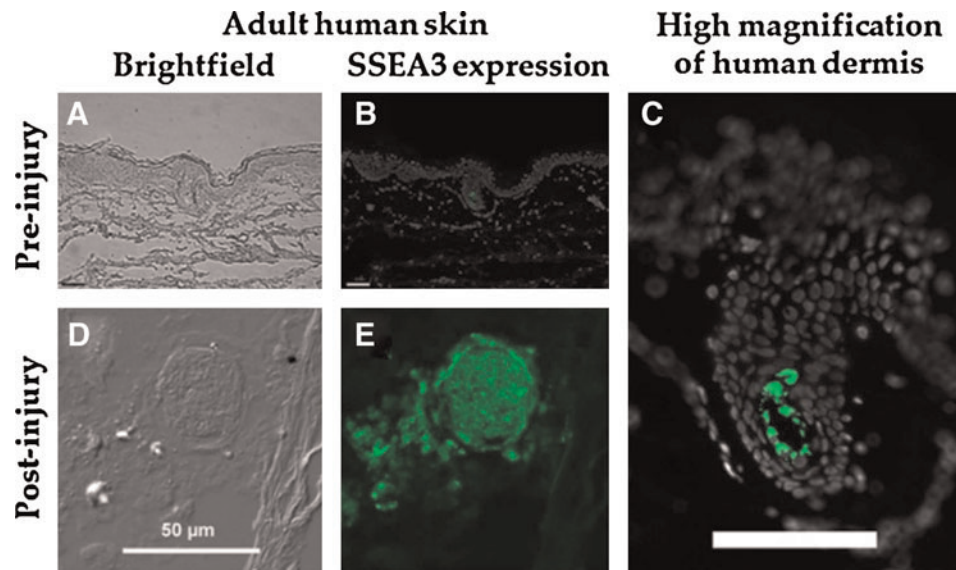 Adult human skin
Brightfield
SSEA3 expression
High magnification
of human dermis
Pre-injury
A
B
C
Post-injury
D
E
50 µm